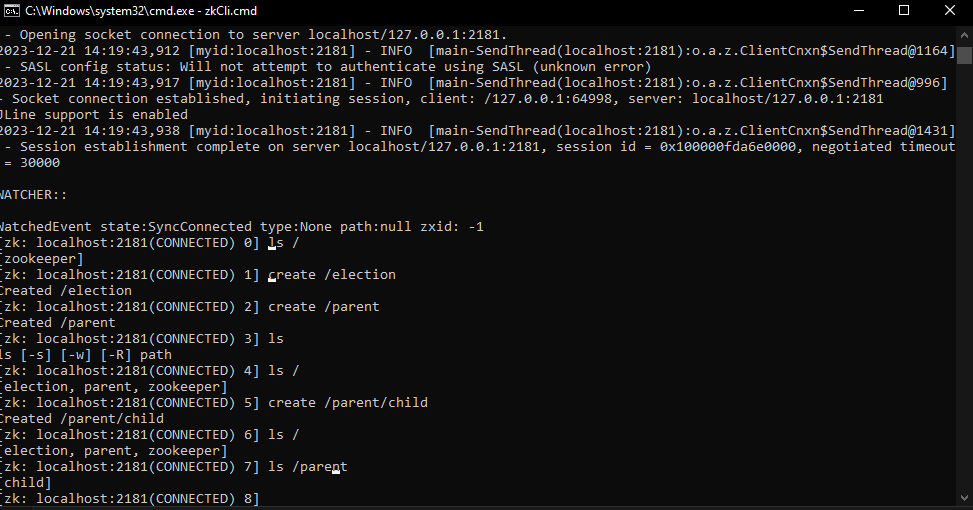 C:\Windows\system32\cmd.exe - zkCli.cmd
- Opening socket connection to server localhost/127.0.0.1:2181.
2023-12-21 14:19:43,912 [myid:localhost:2181] - INFO  [main-SendThread(localhost:2181):o.a.z.ClientCnxn$SendThread@1164]
- SASL config status: Will not attempt to authenticate using SASL (unknown error)
2023-12-21 14:19:43,917 [myid:localhost:2181] - INFO  [main-SendThread(localhost:2181):o.a.z.ClientCnxn$SendThread@996]
- Socket connection established, initiating session, client: /127.0.0.1:64998, server: localhost/127.0.0.1:2181
JLine support is enabled
2023-12-21 14:19:43,938 [myid:localhost:2181] - INFO  [main-SendThread(localhost:2181):o.a.z.ClientCnxn$SendThread@1431]
- Session establishment complete on server localhost/127.0.0.1:2181, session id = 0x100000fda6e0000, negotiated timeout
= 30000
WATCHER::
WatchedEvent state:SyncConnected type:None path:null zxid: -1
[zk: localhost:2181(CONNECTED) 0] ls /
[zookeeper]
[zk: localhost:2181(CONNECTED) 1] create /election
Created /election
[zk: localhost:2181(CONNECTED) 2] create /parent
Created /parent
[zk: localhost:2181(CONNECTED) 3] ls
ls [-s] [-w] [-R] path
[zk: localhost:2181(CONNECTED) 4] ls /
[election, parent, zookeeper]
[zk: localhost:2181(CONNECTED) 5] create /parent/child
Created /parent/child
[zk: localhost:2181(CONNECTED) 6] ls /
[election, parent, zookeeper]
[zk: localhost:2181(CONNECTED) 7] ls /parent
[child]
[zk: localhost:2181(CONNECTED) 8]